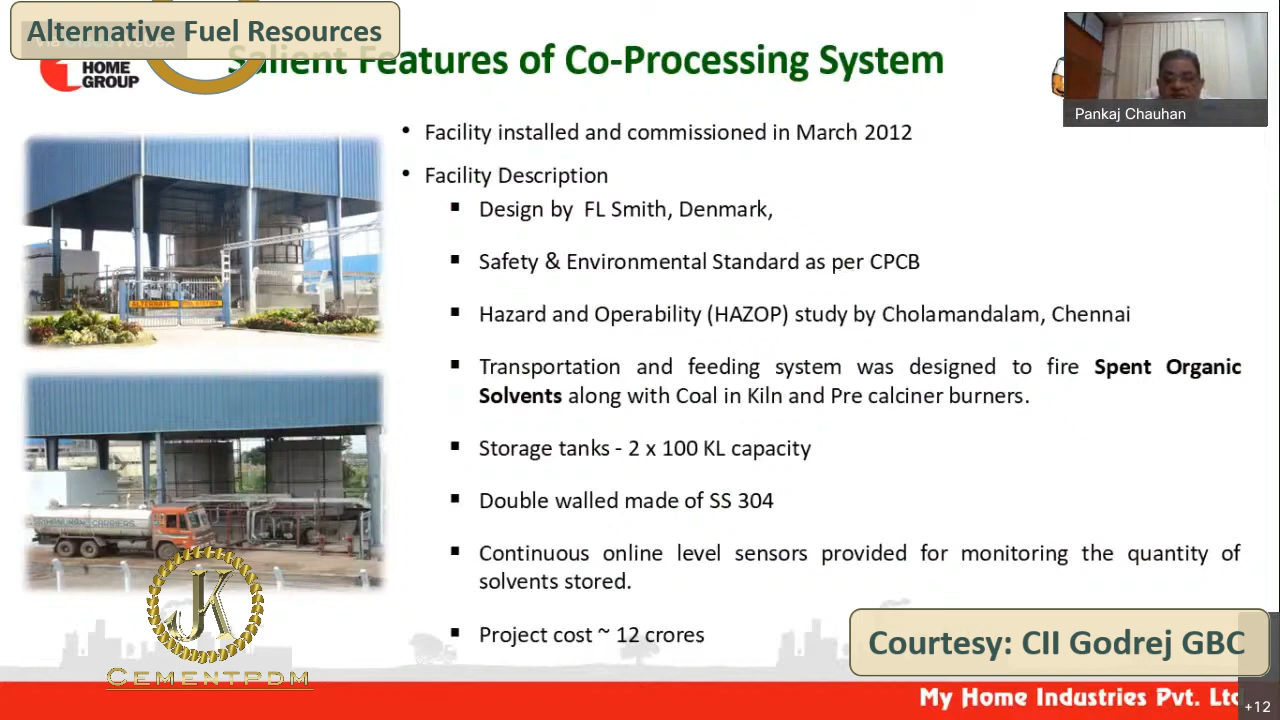 Alternative Fuel Resources
Salient Features of Co-Processing System
HOME
GROUP
Pankaj Chauhan
• Facility installed and commissioned in March 2012
• Facility Description
▪ Design by FL Smith, Denmark,
▪ Safety & Environmental Standard as per CPCB
▪ Hazard and Operability (HAZOP) study by Cholamandalam, Chennai
▪ Transportation and feeding system was designed to fire Spent Organic
Solvents along with Coal in Kiln and Pre calciner burners.
▪ Storage tanks - 2 x 100 KL capacity
▪ Double walled made of SS 304
▪ Continuous online level sensors provided for monitoring the quantity of
solvents stored.
▪ Project cost ~ 12 crores
ALTERNATE
CARRIERS
JK
CEMENTPDM
Courtesy: CII Godrej GBC
My Home Industries Pvt. Ltd
+12